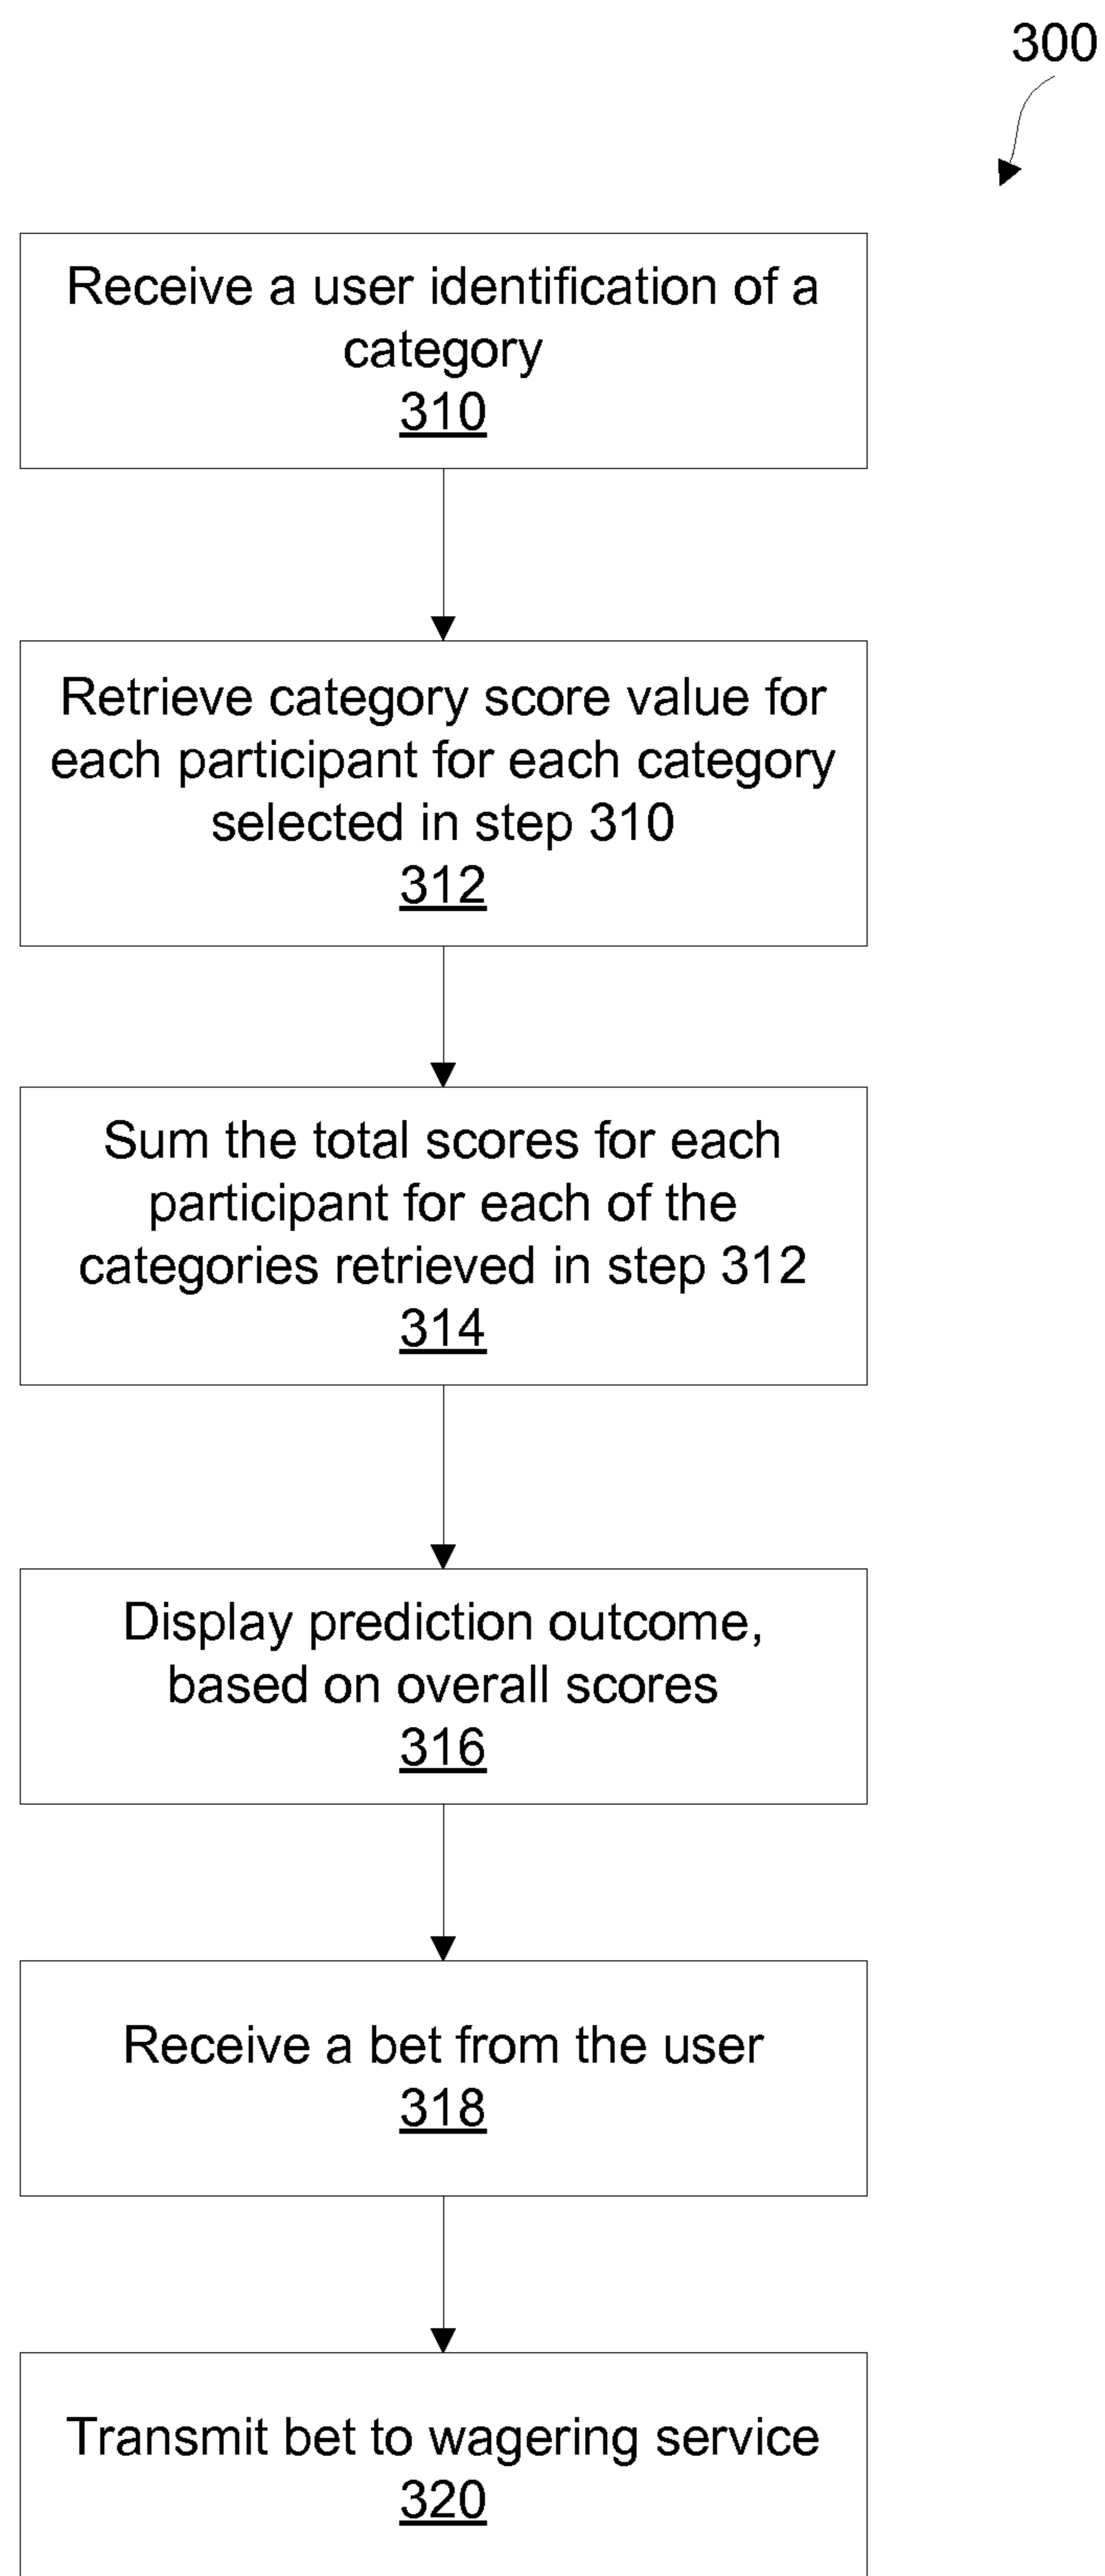 300
Receive a user identification of a
category
310
Retrieve category score value for
each participant for each category
selected in step 310
312
Sum the total scores for each
participant for each of the
categories retrieved in step 312
314
Display prediction outcome,
based on overall scores
316
Receive a bet from the user
318
Transmit bet to wagering service
320